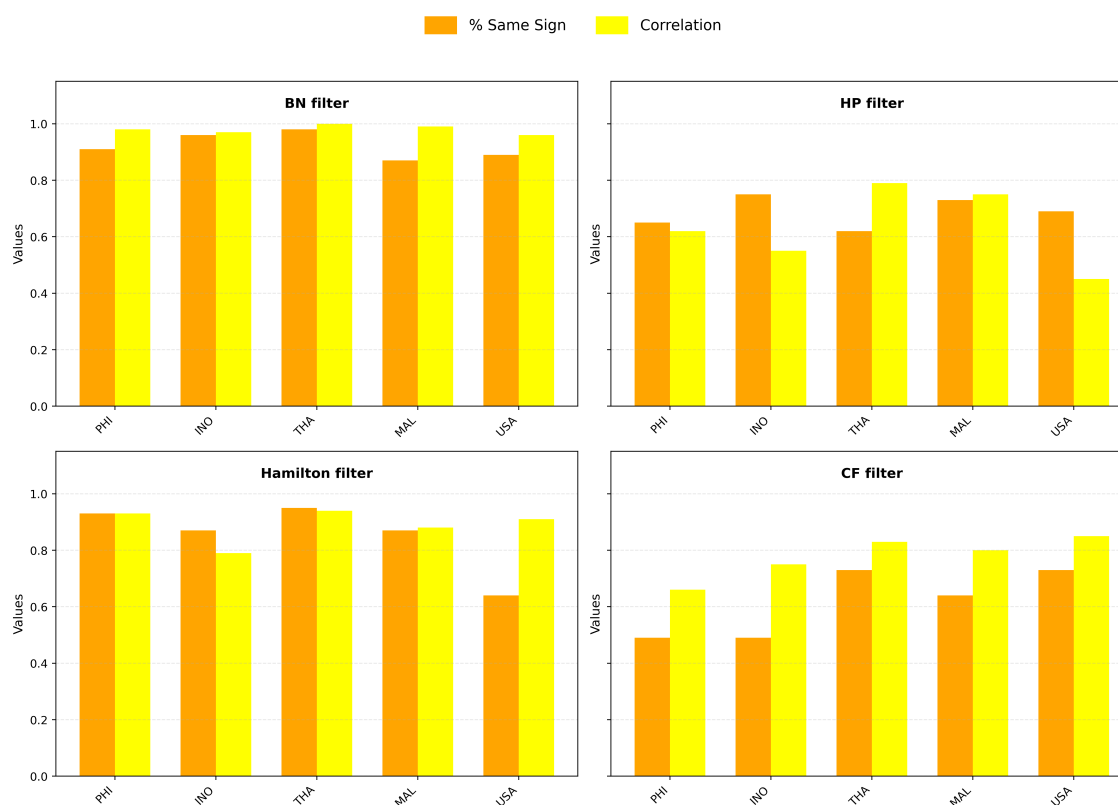 % Same Sign Correlation
BN filter
HP filter
Values
1.0
0.8
0.6
0.4
0.2
0.0
PHI INO THA MAL USA
Values
PHI INO THA MAL USA
Hamilton filter
CF filter
Values
1.0
0.8
0.6
0.4
0.2
0.0
PHI INO THA MAL USA
Values
PHI INO THA MAL USA